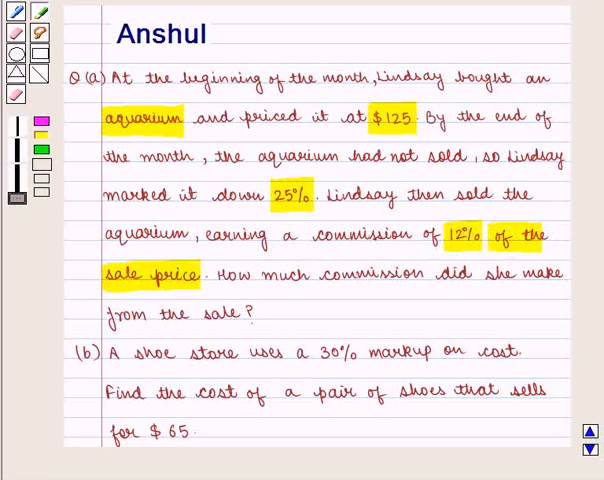 Anshul
Q (a) At the beginning of the month, Lindsay bought an
aquarium and priced it at $125. By the end of
the month, the aquarium had not sold, so Lindsay
marked it down 25%. Lindsay then sold the
aquarium, earning a commission of 12% of the
sale price. How much commission did she make
from the sale?
(b) A shoe store uses a 30% markup on cost.
Find the cost of a pair of shoes that sells
for $65.